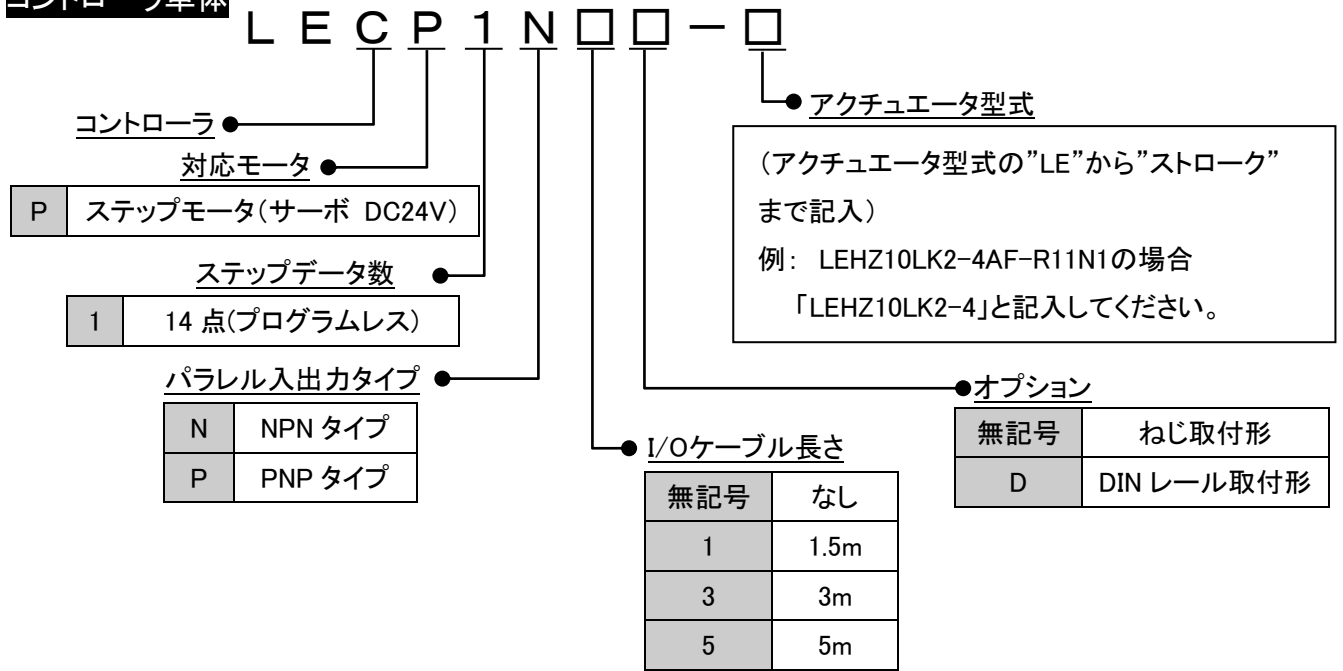 コントローラ単体
LECP1N□□-□
アクチュエータ型式
(アクチュエータ型式の”LE”から”ストローク”
まで記入)
例: LEHZ10LK2-4AF-R11N1の場合
「LEHZ10LK2-4」と記入してください。
コントローラ
対応モータ
P ステップモータ(サーボ DC24V)
ステップデータ数
1 14 点(プログラムレス)
パラレル入出力タイプ
N NPN タイプ
P PNP タイプ
I/Oケーブル長さ
無記号 なし
1 1.5m
3 3m
5 5m
オプション
無記号 ねじ取付形
D DIN レール取付形